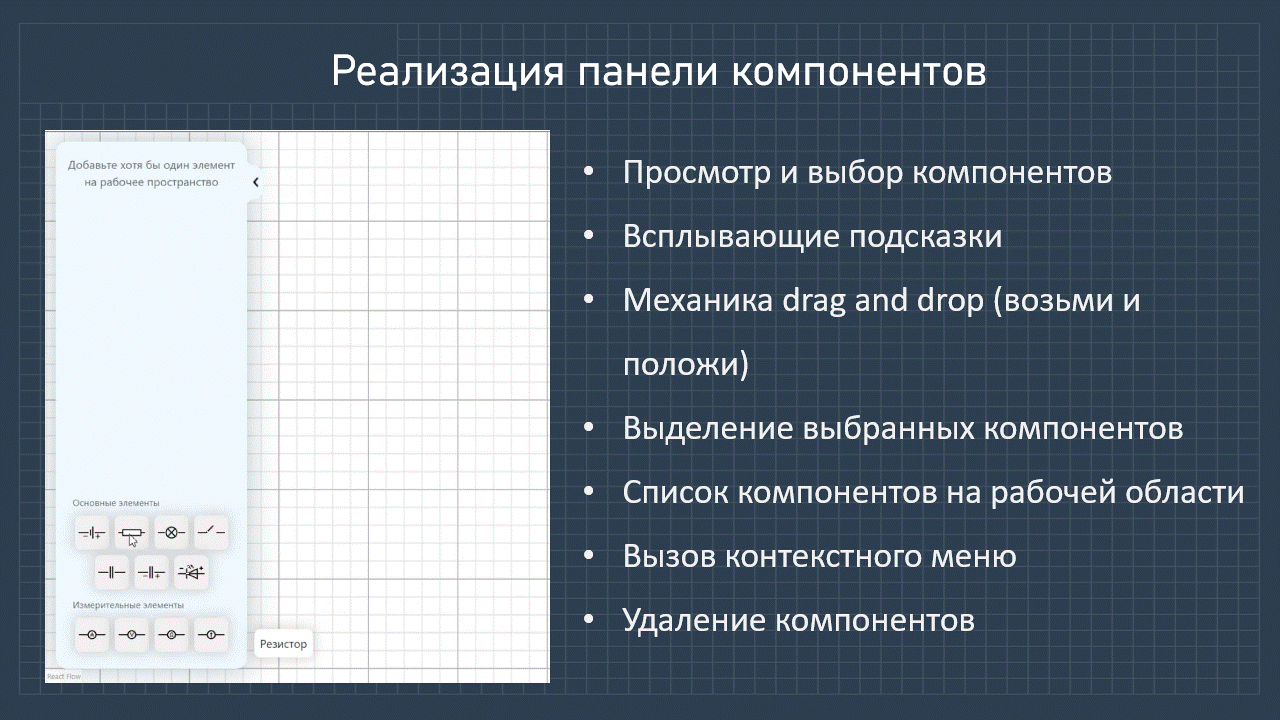 Реализация панели компонентов
Добавьте хотя бы один элемент
на рабочее пространство
Основные элементы
Измерительные элементы
Резистор
React Flow
• Просмотр и выбор компонентов
• Всплывающие подсказки
• Механика drag and drop (возьми и
положи)
• Выделение выбранных компонентов
• Список компонентов на рабочей области
• Вызов контекстного меню
• Удаление компонентов